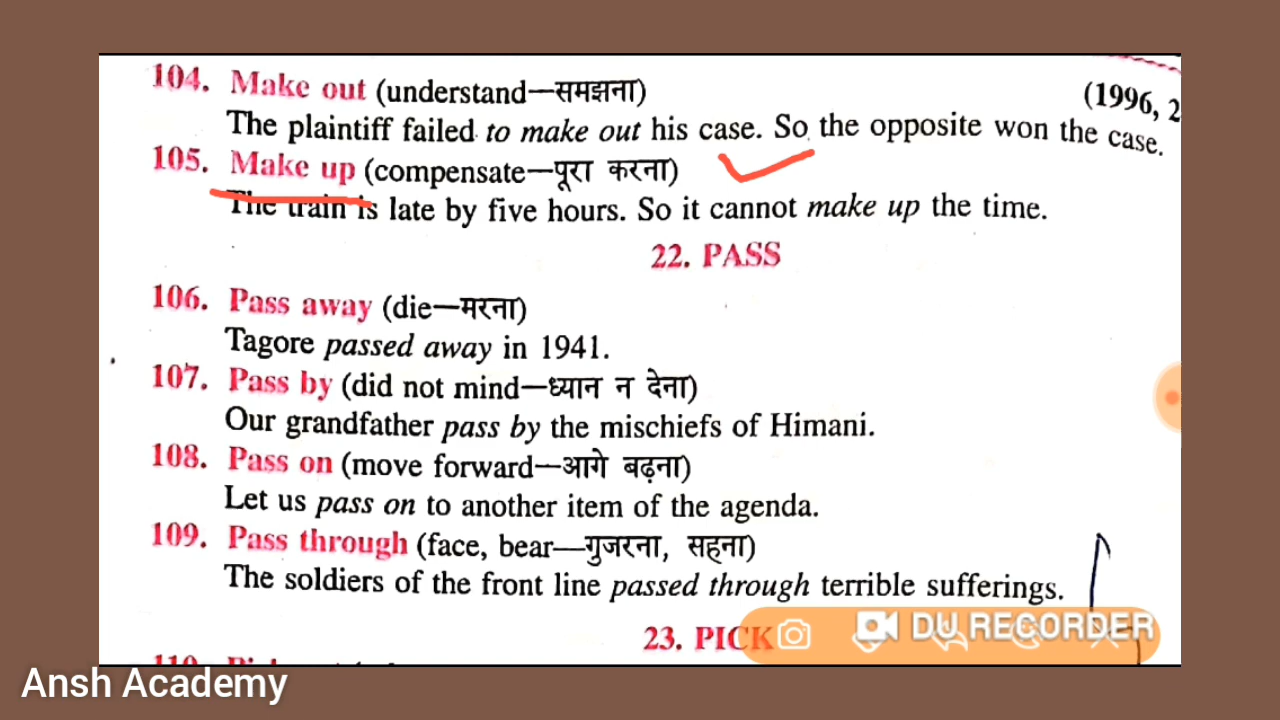 104. Make out (understand—समझना) (1996, 2
The plaintiff failed to make out his case. So the opposite won the case.
105. Make up (compensate—पूरा करना)
The train is late by five hours. So it cannot make up the time.
22. PASS
106. Pass away (die—मरना)
Tagore passed away in 1941.
107. Pass by (did not mind—ध्यान न देना)
Our grandfather pass by the mischiefs of Himani.
108. Pass on (move forward—आगे बढ़ना)
Let us pass on to another item of the agenda.
109. Pass through (face, bear—गुजरना, सहना)
The soldiers of the front line passed through terrible sufferings.
DU RECORDER
23. PICK
Ansh Academy